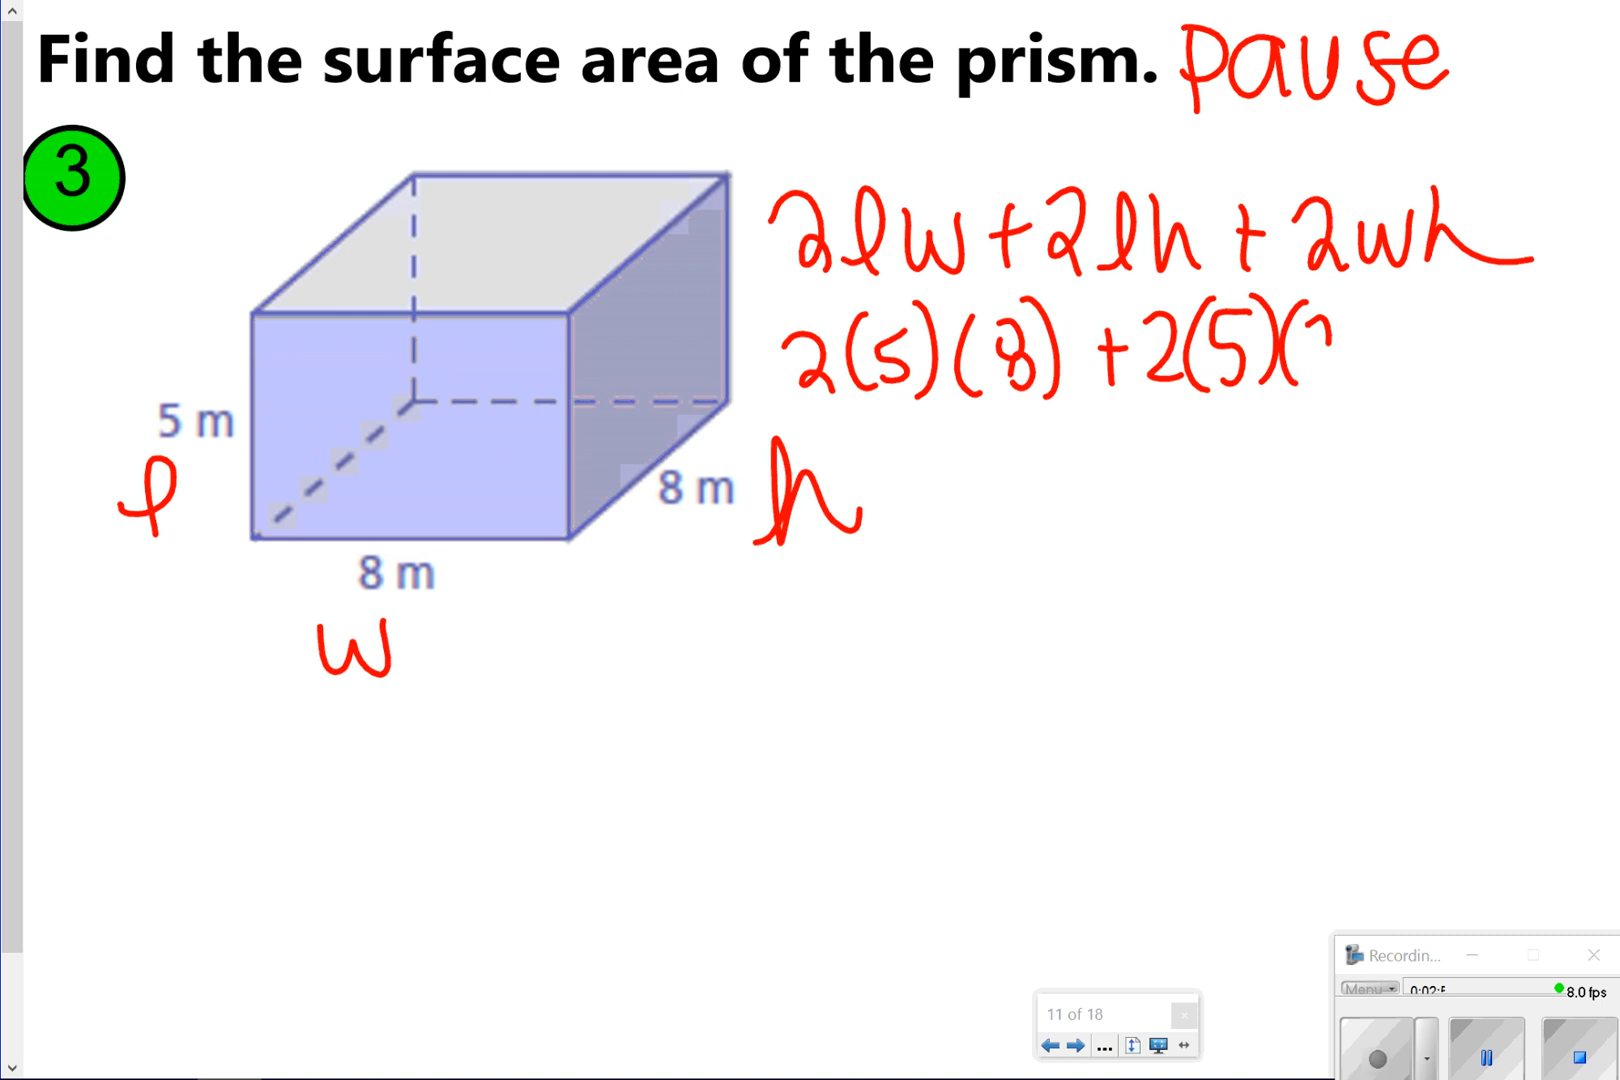 Find the surface area of the prism. pause
3
2lw + 2lh + 2wh
2(5)(8) + 2(5)(
5 m
l
8 m
h
8 m
w
Recordin...
Menu
8.0 fps
11 of 18
...